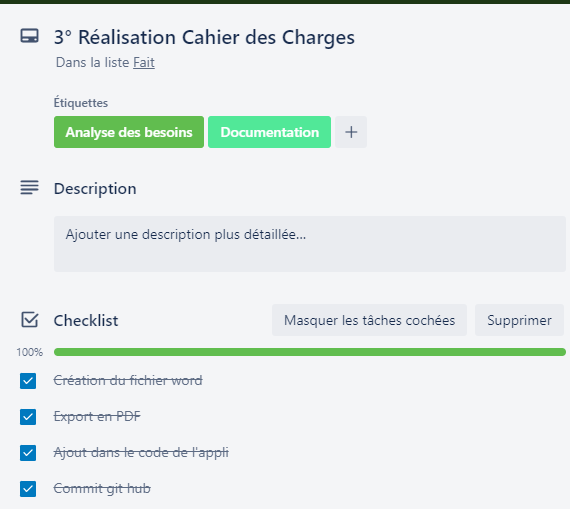 3° Réalisation Cahier des Charges
Dans la liste Fait
Étiquettes
Analyse des besoins Documentation +
Description
Ajouter une description plus détaillée...
Checklist Masquer les tâches cochées Supprimer
100%
Création du fichier word
Export en PDF
Ajout dans le code de l'appli
Commit git hub